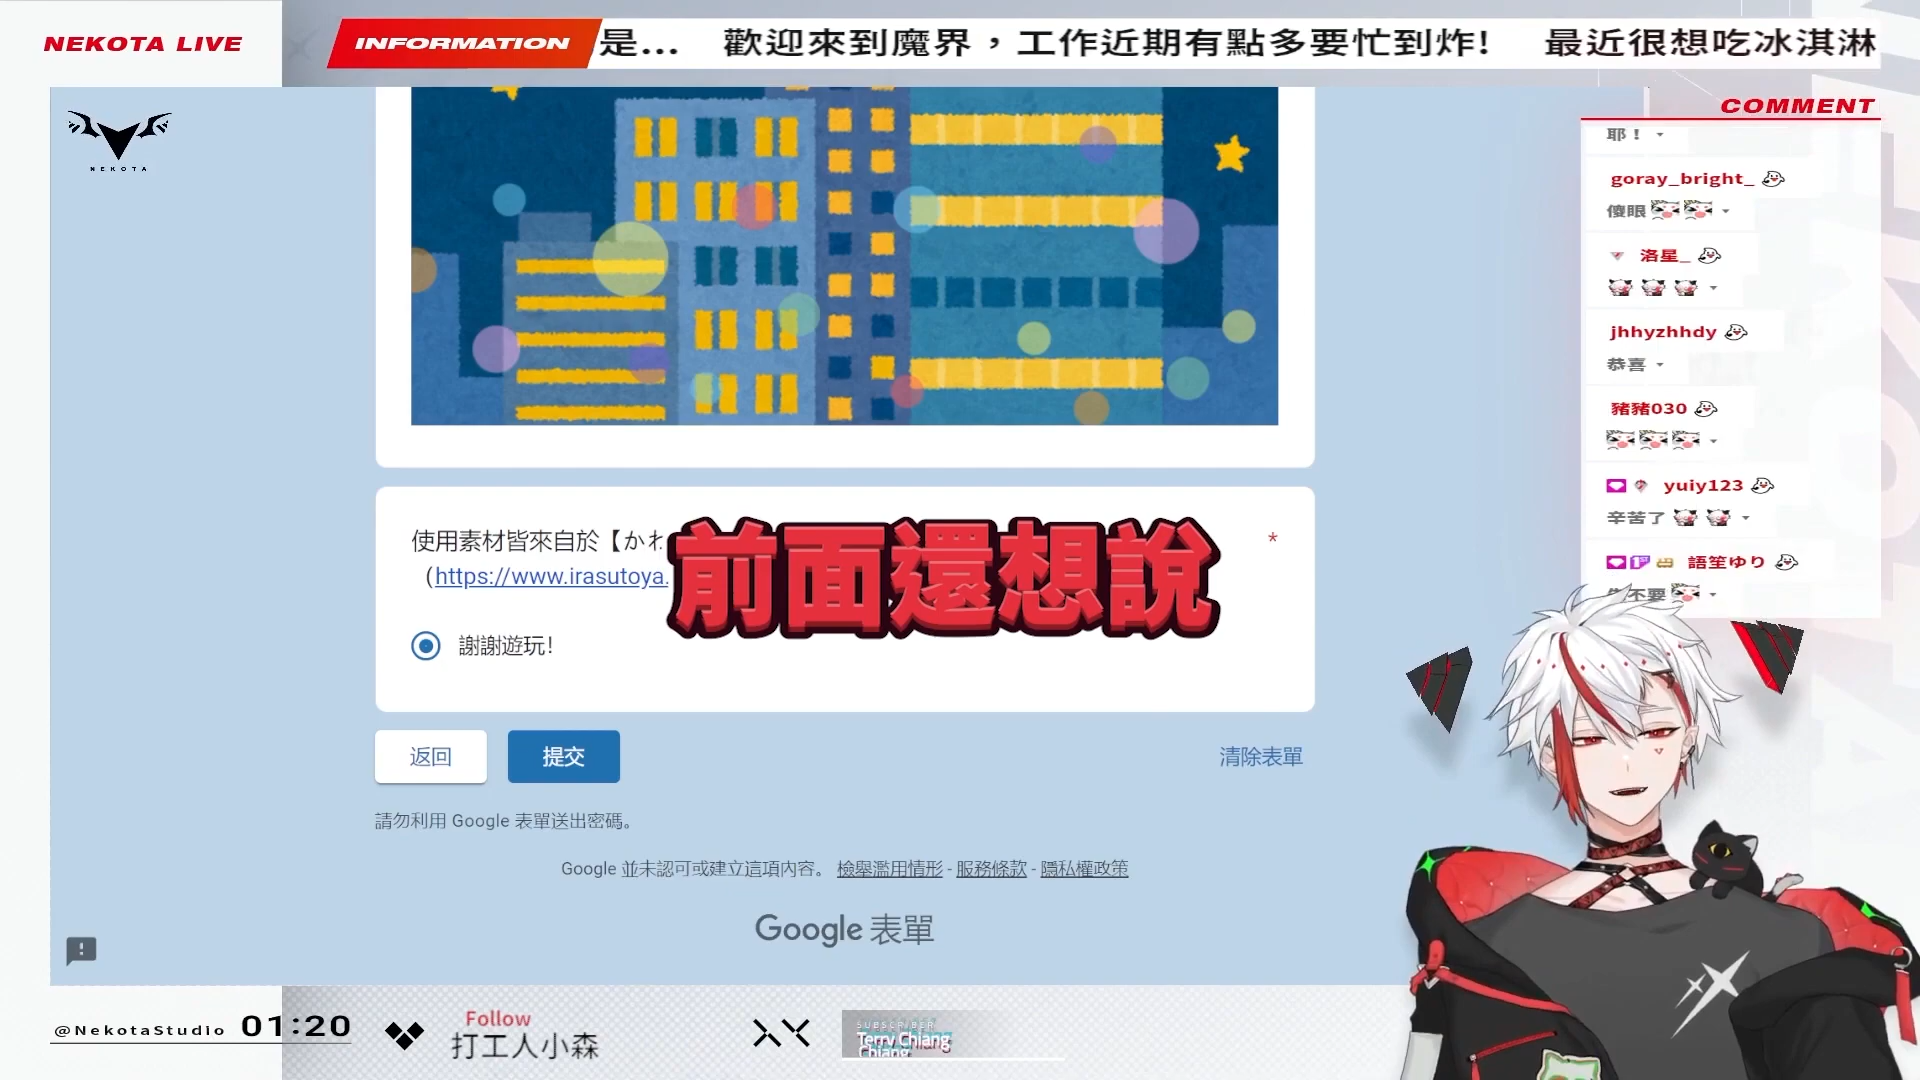 NEKOTA LIVE
INFORMATION
是... 歡迎來到魔界，工作近期有點多要忙到炸! 最近很想吃冰淇淋
NEKOTA
COMMENT
耶！
goray_bright_
傻眼
洛星_
jhhyzhhdy
恭喜
豬豬030
yuiy123
辛苦了
語笙ゆり
不要
使用素材皆來自於【かわ
（https://www.irasutoya.
前面還想說
*
謝謝遊玩!
返回
提交
清除表單
請勿利用 Google 表單送出密碼。
Google 並未認可或建立這項內容。 檢舉濫用情形 - 服務條款 - 隱私權政策
Google 表單
@NekotaStudio 01:20
Follow
打工人小森
SUBSCRIBER
Terry Chiang
Chiang